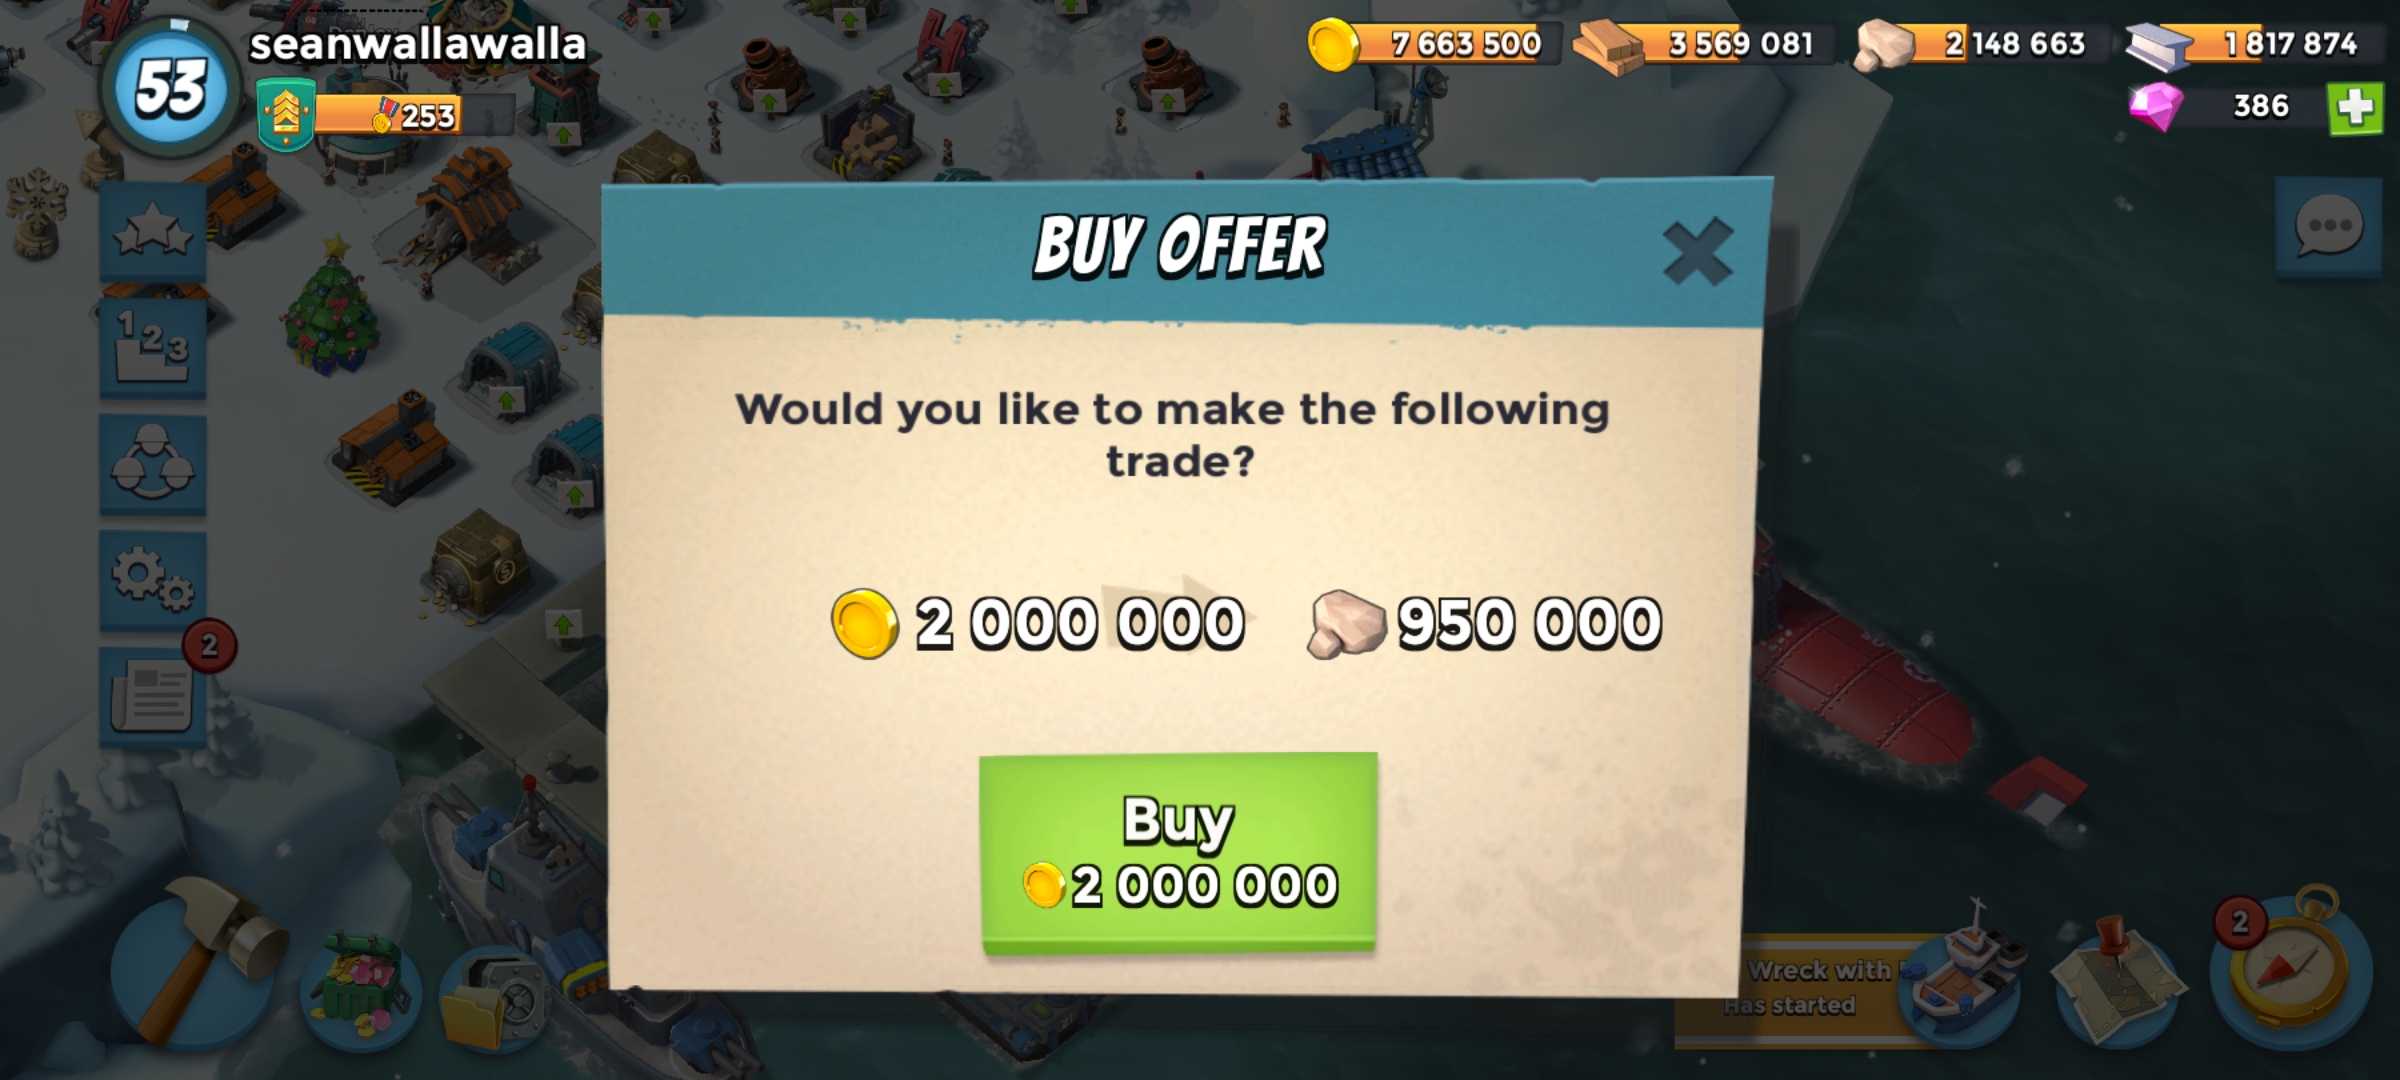 53
seanwallawalla
253
7 663 500
3 569 081
2 148 663
1 817 874
386
1 2 3
2
BUY OFFER
Would you like to make the following
trade?
2 000 000
950 000
Buy
2 000 000
Wreck with
Has started
2